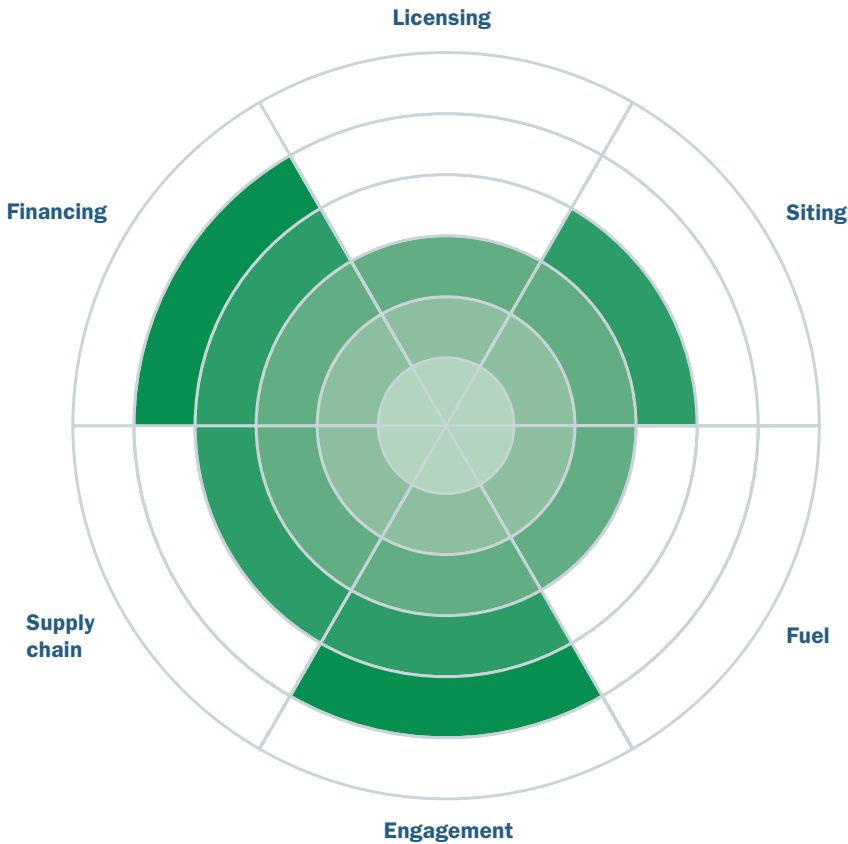 Licensing
Financing
Siting
Supply
chain
Fuel
Engagement